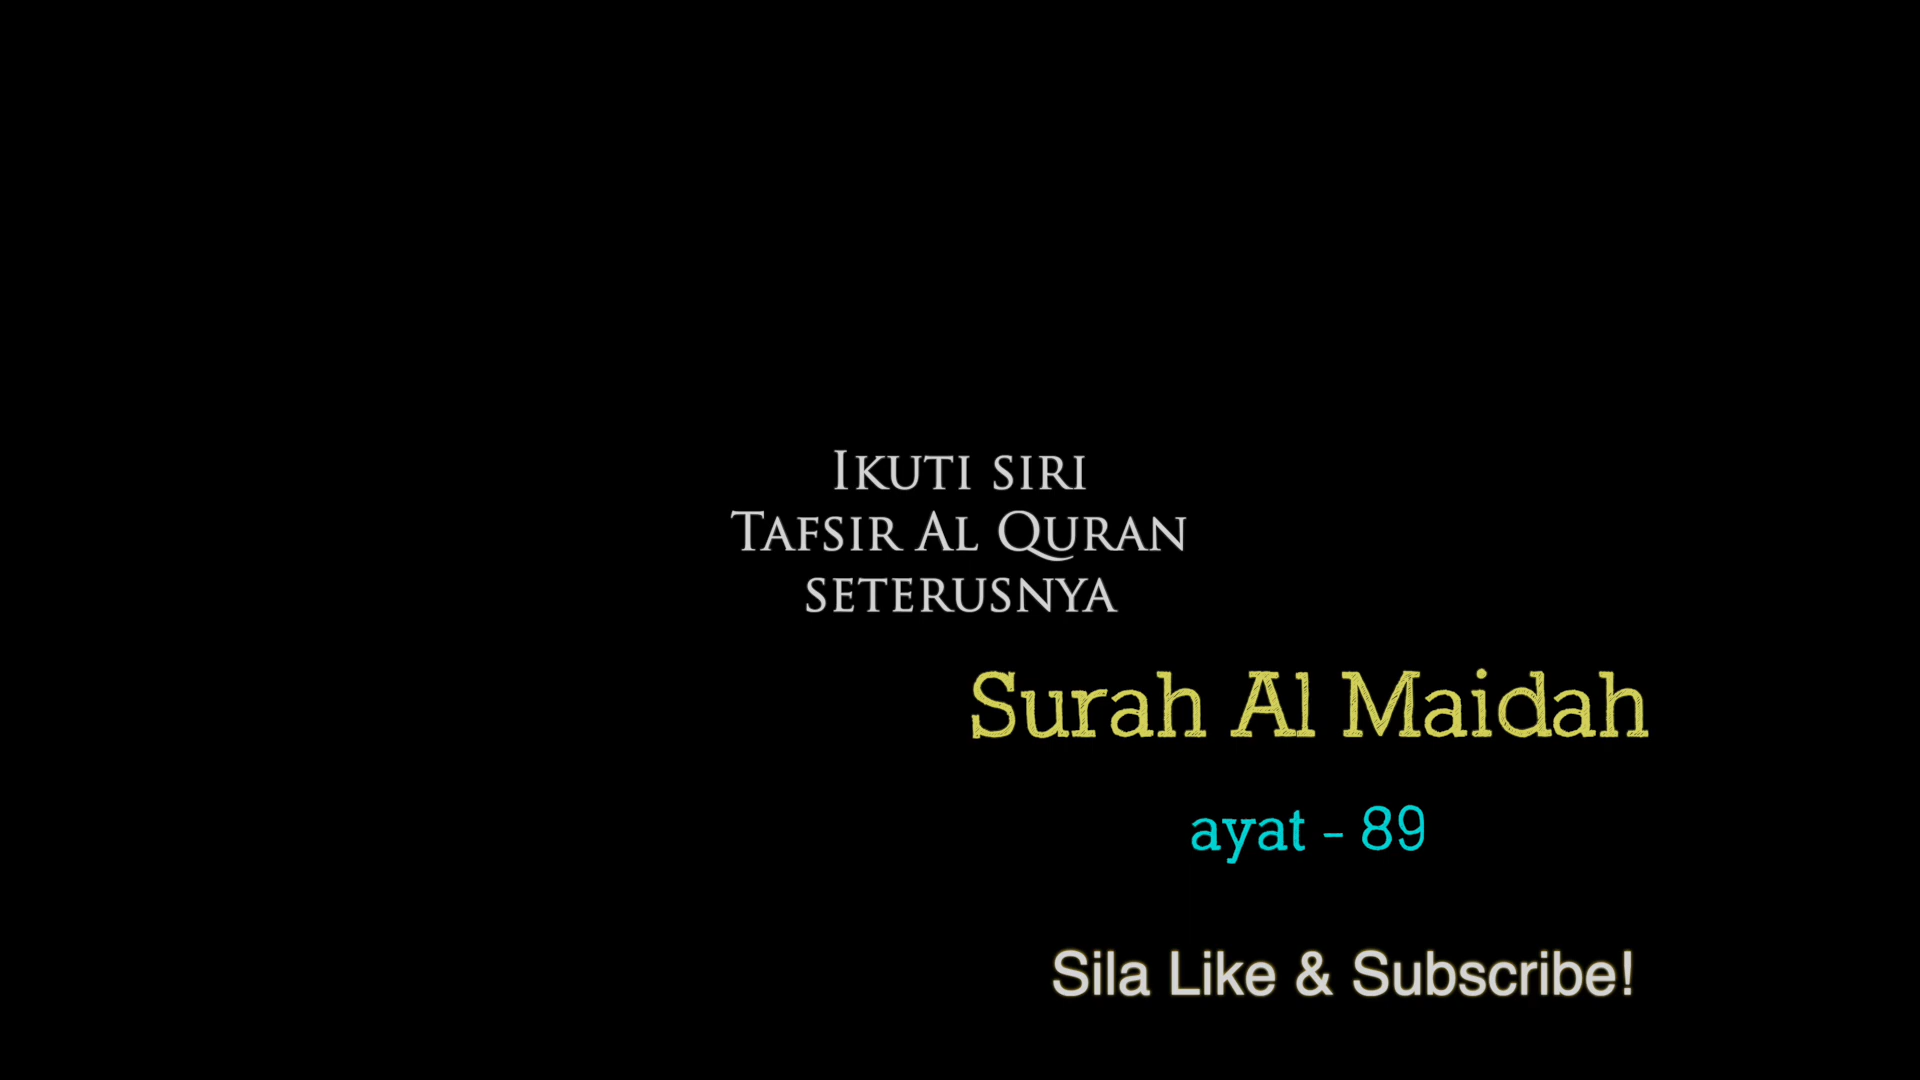 Ikuti siri
Tafsir Al Quran
seterusnya
Surah Al Maidah
ayat - 89
Sila Like & Subscribe!